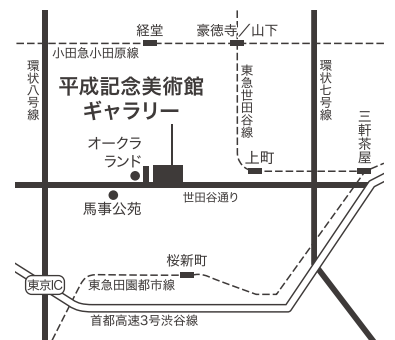 経堂
豪徳寺／山下
小田急小田原線
環状八号線
平成記念美術館
ギャラリー
東急世田谷線
環状七号線
三軒茶屋
オークラ
ランド
上町
世田谷通り
馬事公苑
桜新町
東京IC
東急田園都市線
首都高速3号渋谷線